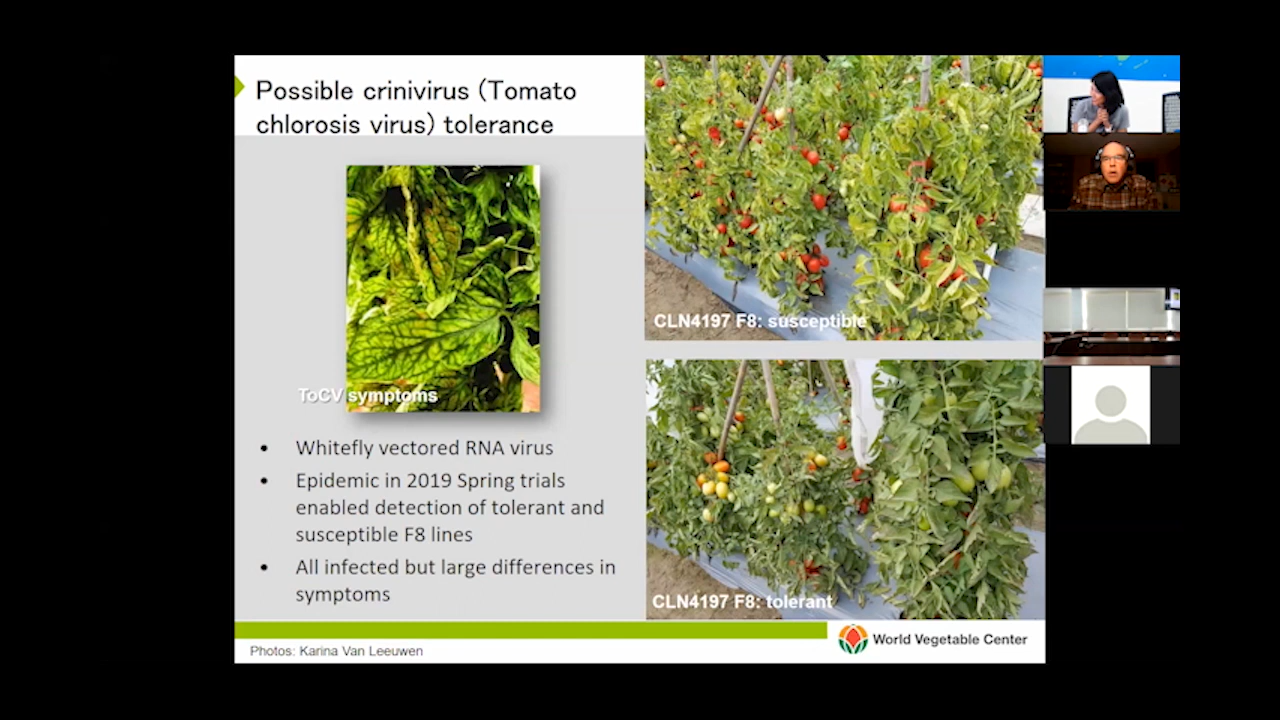 Possible crinivirus (Tomato
chlorosis virus) tolerance
ToCV symptoms
• Whitefly vectored RNA virus
• Epidemic in 2019 Spring trials
enabled detection of tolerant and
susceptible F8 lines
• All infected but large differences in
symptoms
CLN4197 F8: susceptible
CLN4197 F8: tolerant
Photos: Karina Van Leeuwen
World Vegetable Center